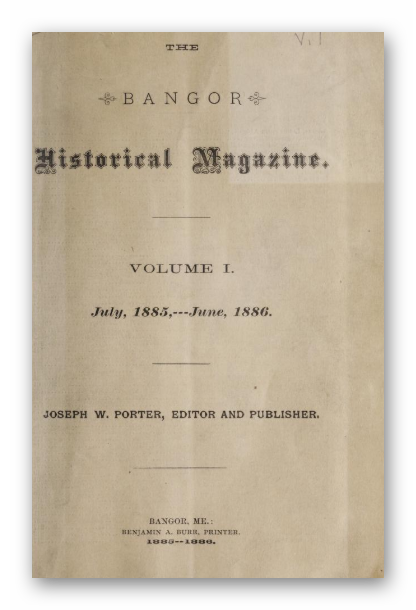 V.1
THE
BANGOR
Historical Magazine.
VOLUME I.
July, 1885,---June, 1886.
JOSEPH W. PORTER, EDITOR AND PUBLISHER.
BANGOR, ME.:
BENJAMIN A. BURR, PRINTER.
1885--1886.